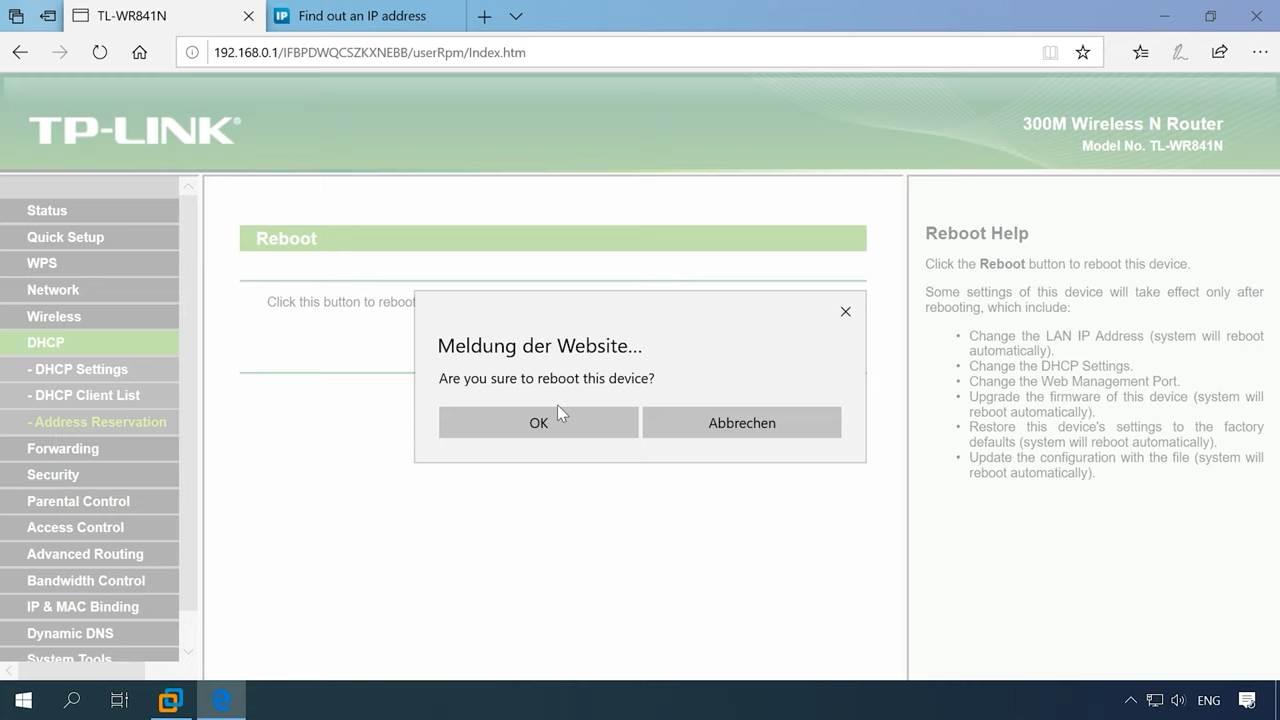 TL-WR841N
IP Find out an IP address
192.168.0.1/IFBPDWQCSZKXNEBB/userRpm/Index.htm
TP-LINK®
300M Wireless N Router
Model No. TL-WR841N
Status
Quick Setup
WPS
Network
Wireless
DHCP
- DHCP Settings
- DHCP Client List
- Address Reservation
Forwarding
Security
Parental Control
Access Control
Advanced Routing
Bandwidth Control
IP & MAC Binding
Dynamic DNS
System Tools
Reboot
Click this button to reboot
Meldung der Website...
Are you sure to reboot this device?
OK
Abbrechen
Reboot Help
Click the Reboot button to reboot this device.
Some settings of this device will take effect only after
rebooting, which include:
• Change the LAN IP Address (system will reboot
automatically).
• Change the DHCP Settings.
• Change the Web Management Port.
• Upgrade the firmware of this device (system will
reboot automatically).
• Restore this device's settings to the factory
defaults (system will reboot automatically).
• Update the configuration with the file (system will
reboot automatically).
ENG